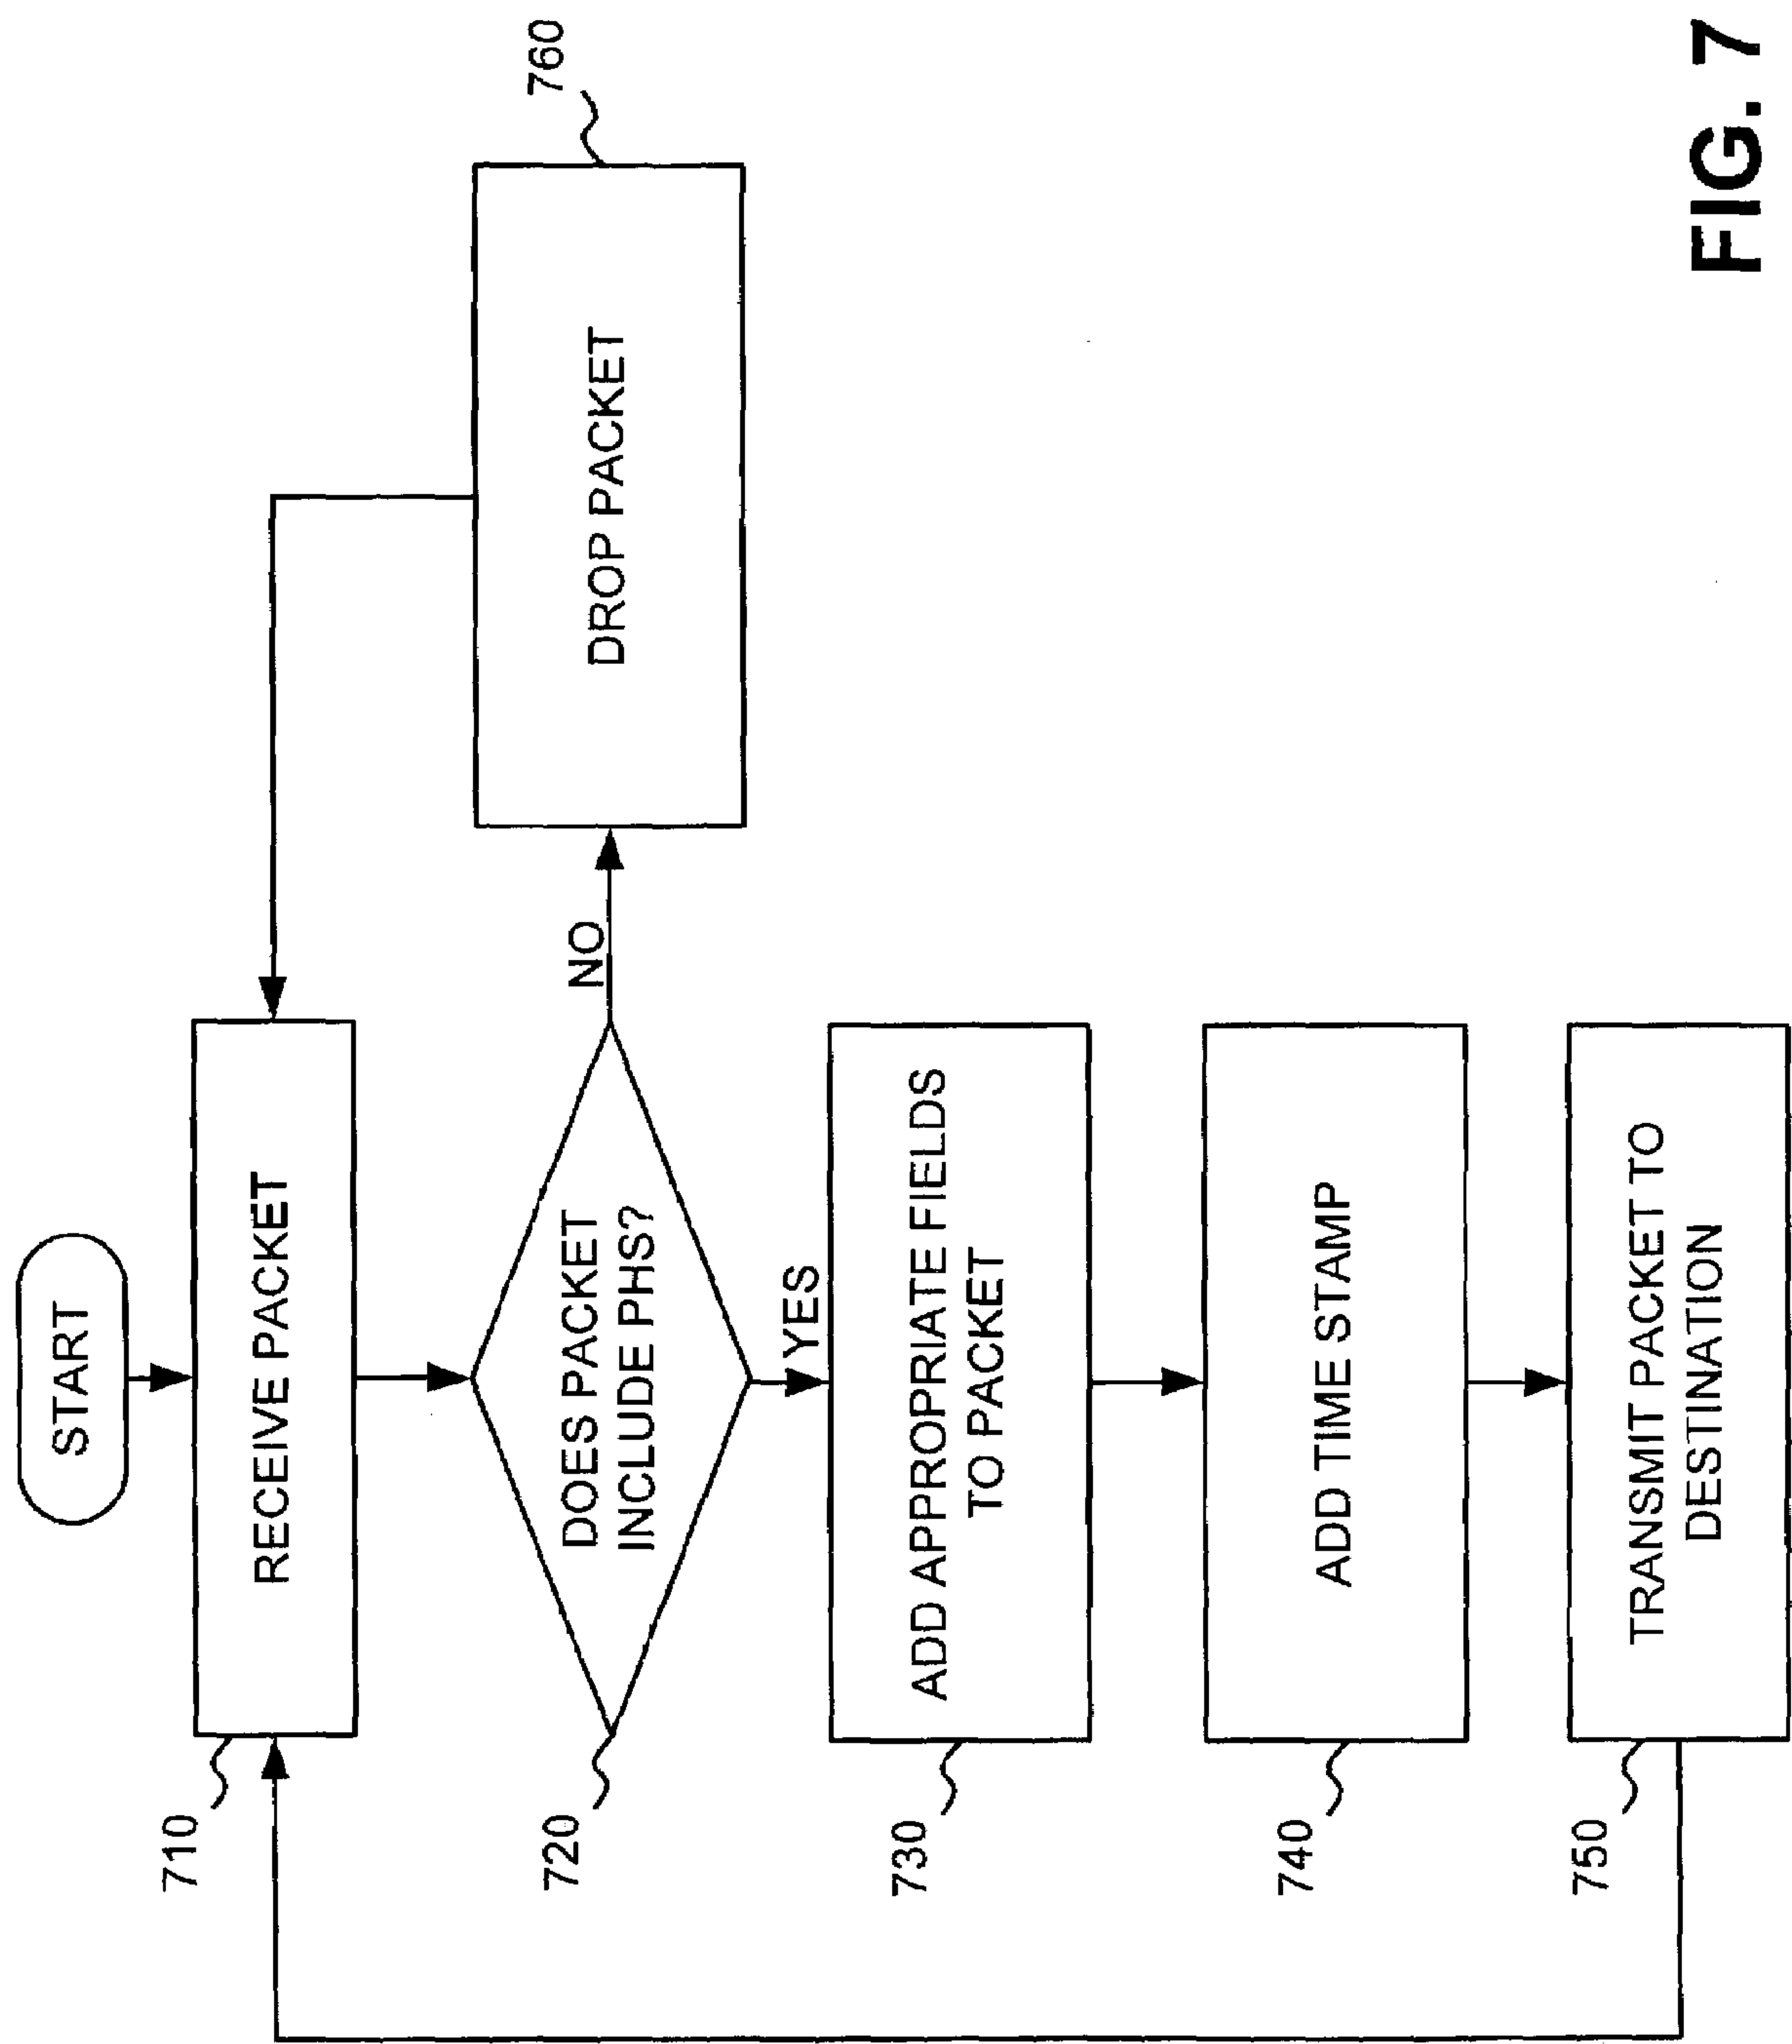 START
710
RECEIVE PACKET
720
DOES PACKET
INCLUDE PHS?
NO
760
DROP PACKET
YES
730
ADD APPROPRIATE FIELDS
TO PACKET
740
ADD TIME STAMP
750
TRANSMIT PACKET TO
DESTINATION
FIG. 7